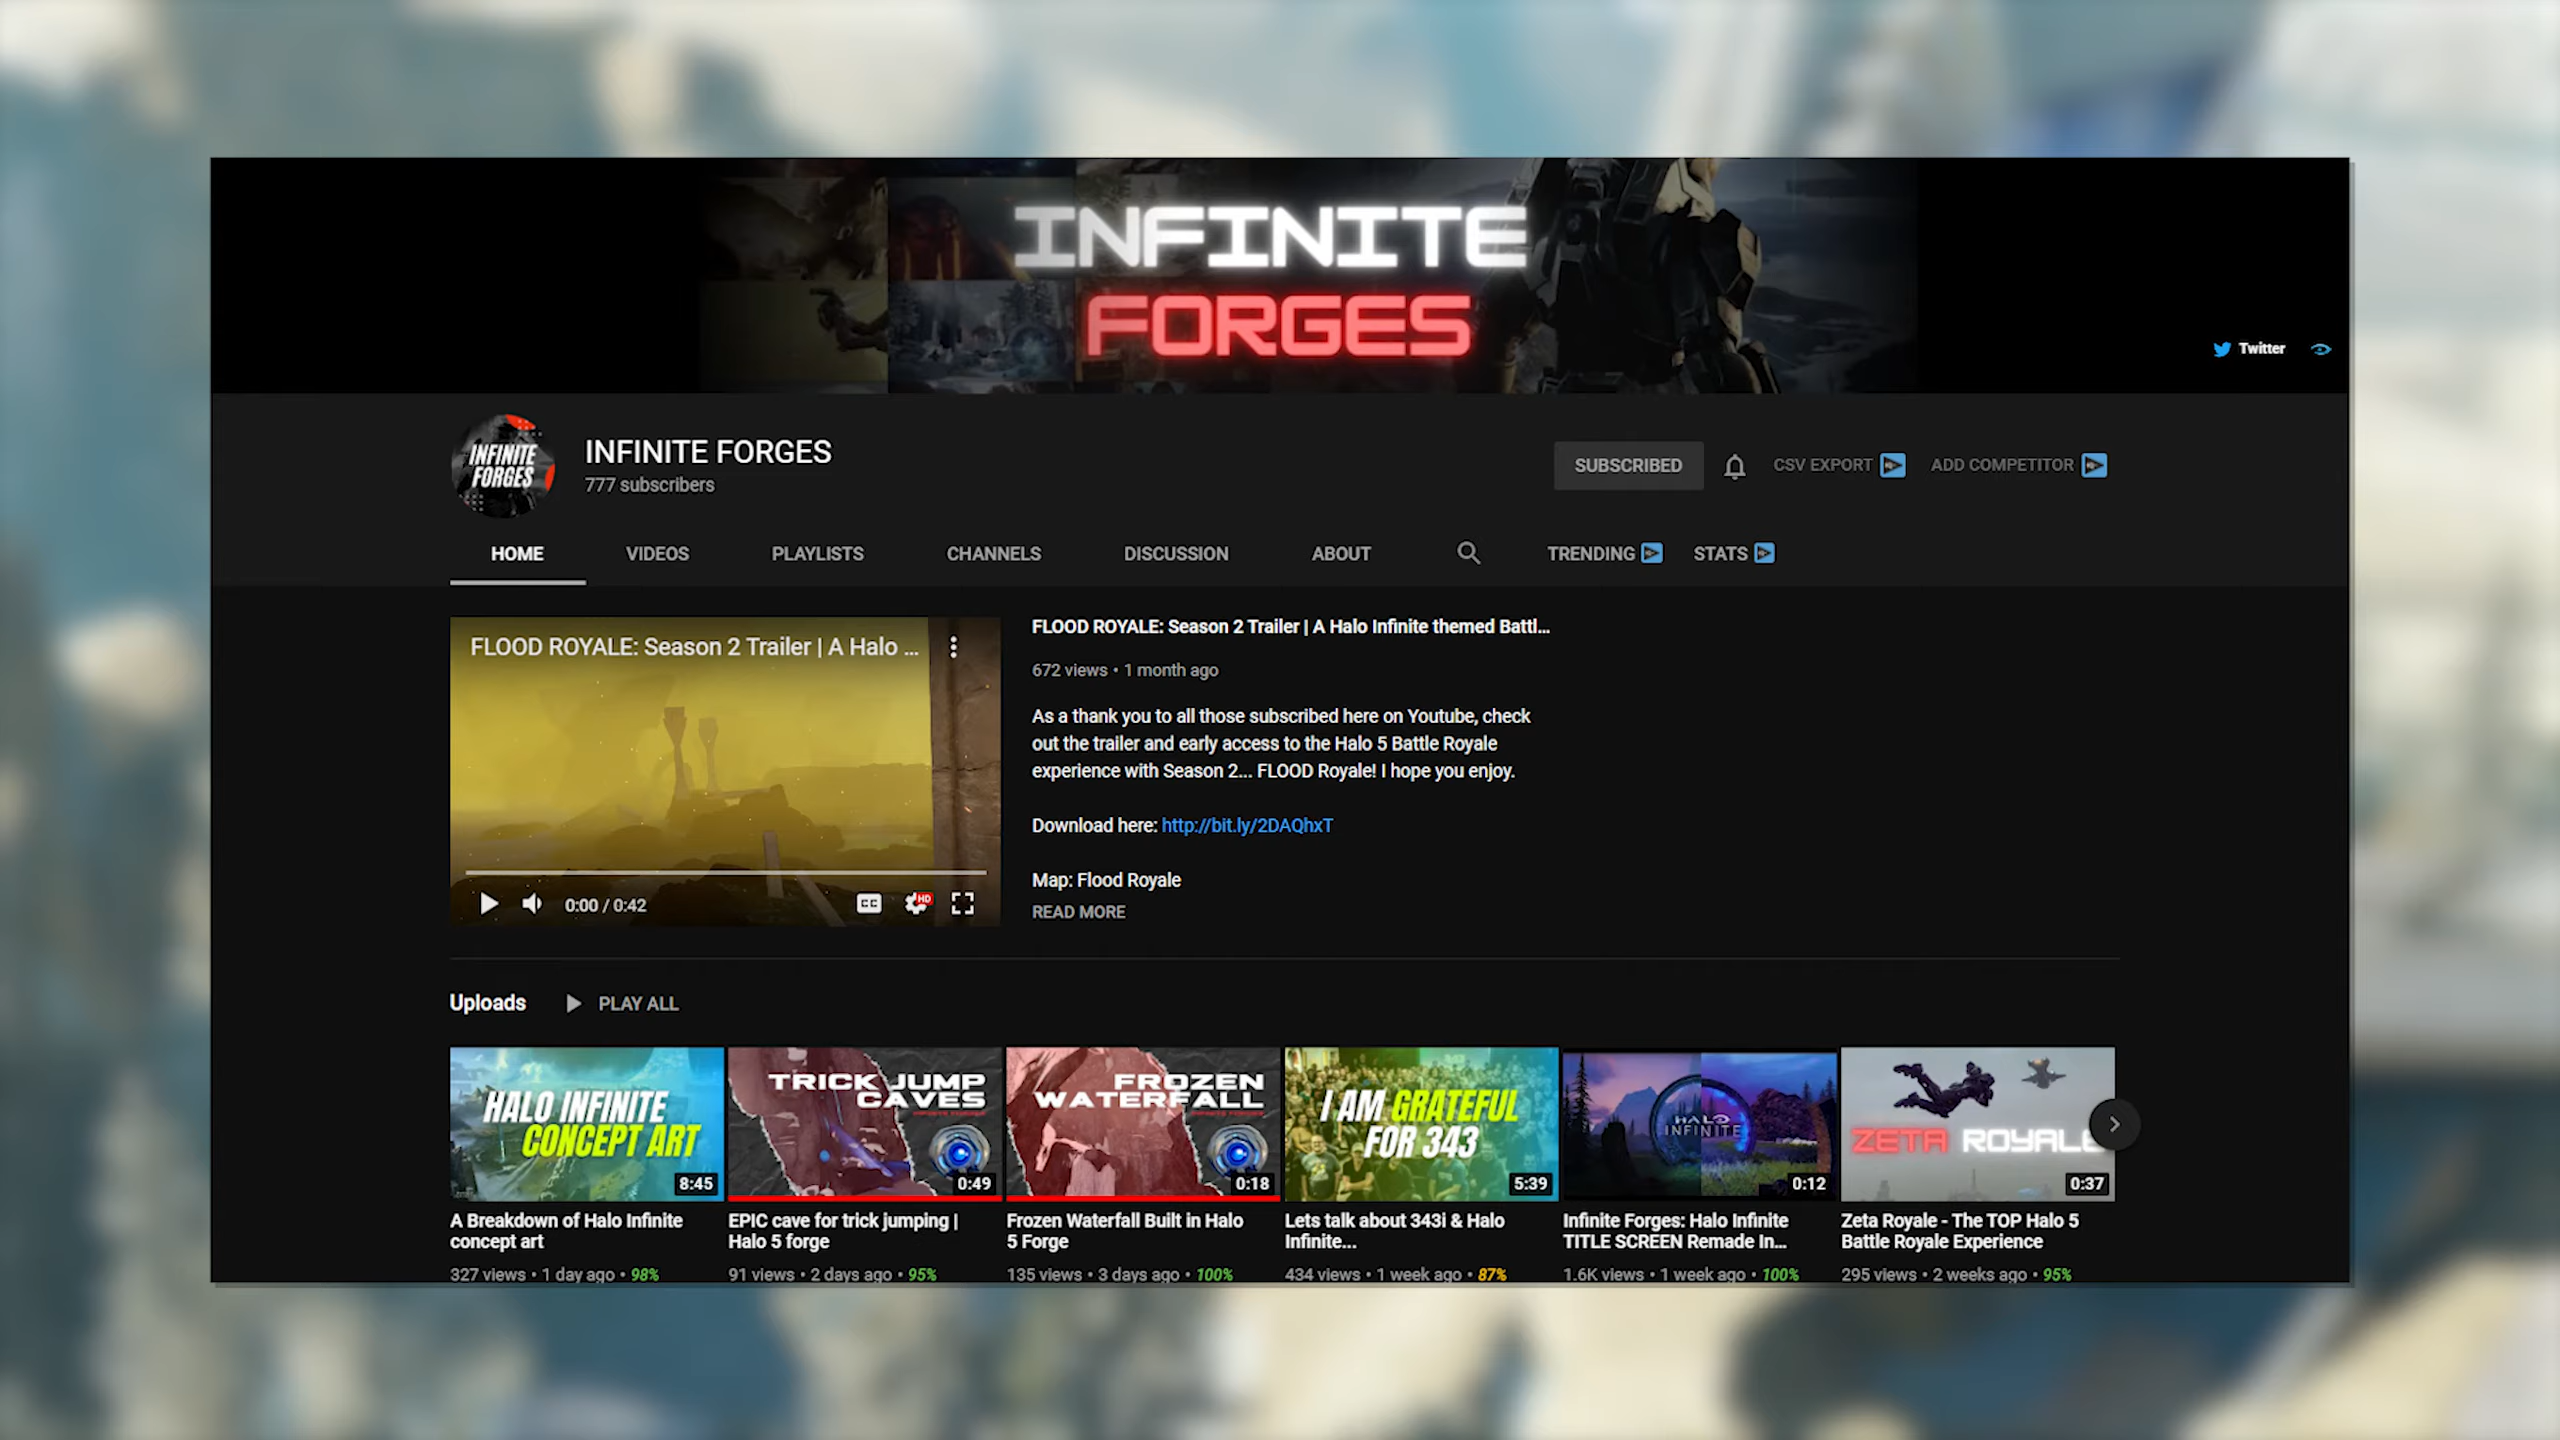 INFINITE
FORGES
Twitter
INFINITE
FORGES
INFINITE FORGES
777 subscribers
SUBSCRIBED
CSV EXPORT
ADD COMPETITOR
HOME
VIDEOS
PLAYLISTS
CHANNELS
DISCUSSION
ABOUT
TRENDING
STATS
FLOOD ROYALE: Season 2 Trailer | A Halo ...
0:00 / 0:42
CC
HD
FLOOD ROYALE: Season 2 Trailer | A Halo Infinite themed Battl...
672 views • 1 month ago
As a thank you to all those subscribed here on Youtube, check
out the trailer and early access to the Halo 5 Battle Royale
experience with Season 2... FLOOD Royale! I hope you enjoy.
Download here: http://bit.ly/2DAQhxT
Map: Flood Royale
READ MORE
Uploads
PLAY ALL
HALO INFINITE
CONCEPT ART
8:45
A Breakdown of Halo Infinite
concept art
327 views • 1 day ago • 98%
TRICK JUMP
CAVES
0:49
EPIC cave for trick jumping |
Halo 5 forge
91 views • 2 days ago • 95%
FROZEN
WATERFALL
0:18
Frozen Waterfall Built in Halo
5 Forge
135 views • 3 days ago • 100%
I AM GRATEFUL
FOR 343
5:39
Lets talk about 343i & Halo
Infinite...
434 views • 1 week ago • 87%
HALO
INFINITE
0:12
Infinite Forges: Halo Infinite
TITLE SCREEN Remade In...
1.6K views • 1 week ago • 100%
ZETA ROYALE
0:37
Zeta Royale - The TOP Halo 5
Battle Royale Experience
295 views • 2 weeks ago • 95%